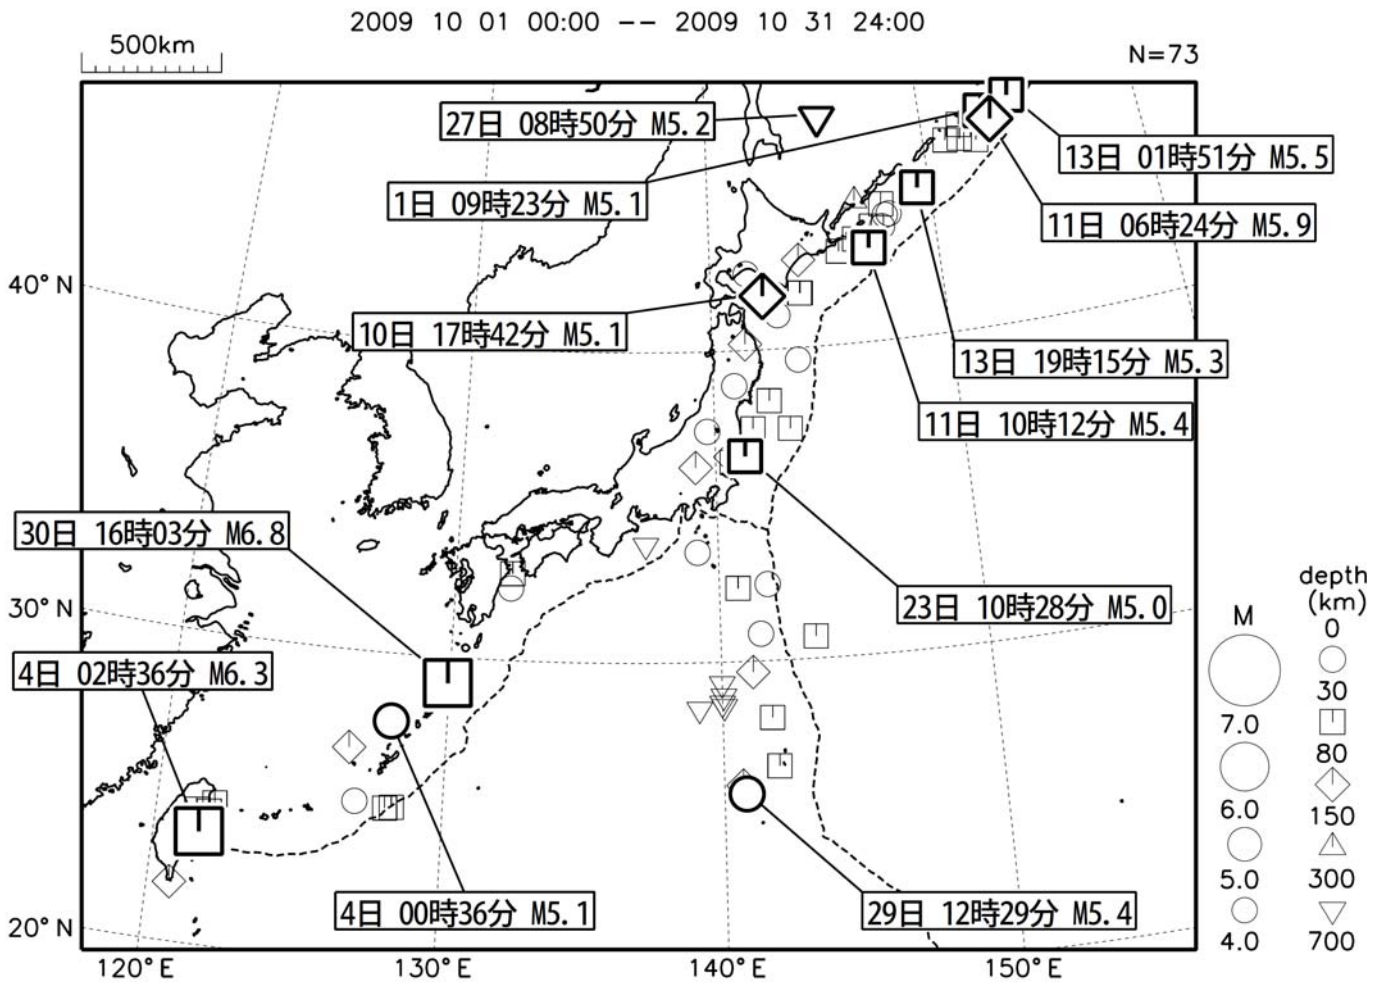 2009 10 01 00:00 -- 2009 10 31 24:00
500km
N=73
27日 08時50分 M5.2
13日 01時51分 M5.5
1日 09時23分 M5.1
11日 06時24分 M5.9
40°N
10日 17時42分 M5.1
13日 19時15分 M5.3
11日 10時12分 M5.4
30日 16時03分 M6.8
23日 10時28分 M5.0
30°N
4日 02時36分 M6.3
4日 00時36分 M5.1
29日 12時29分 M5.4
20°N
120°E
130°E
140°E
150°E
M
7.0
6.0
5.0
4.0
depth
(km)
0
30
80
150
300
700